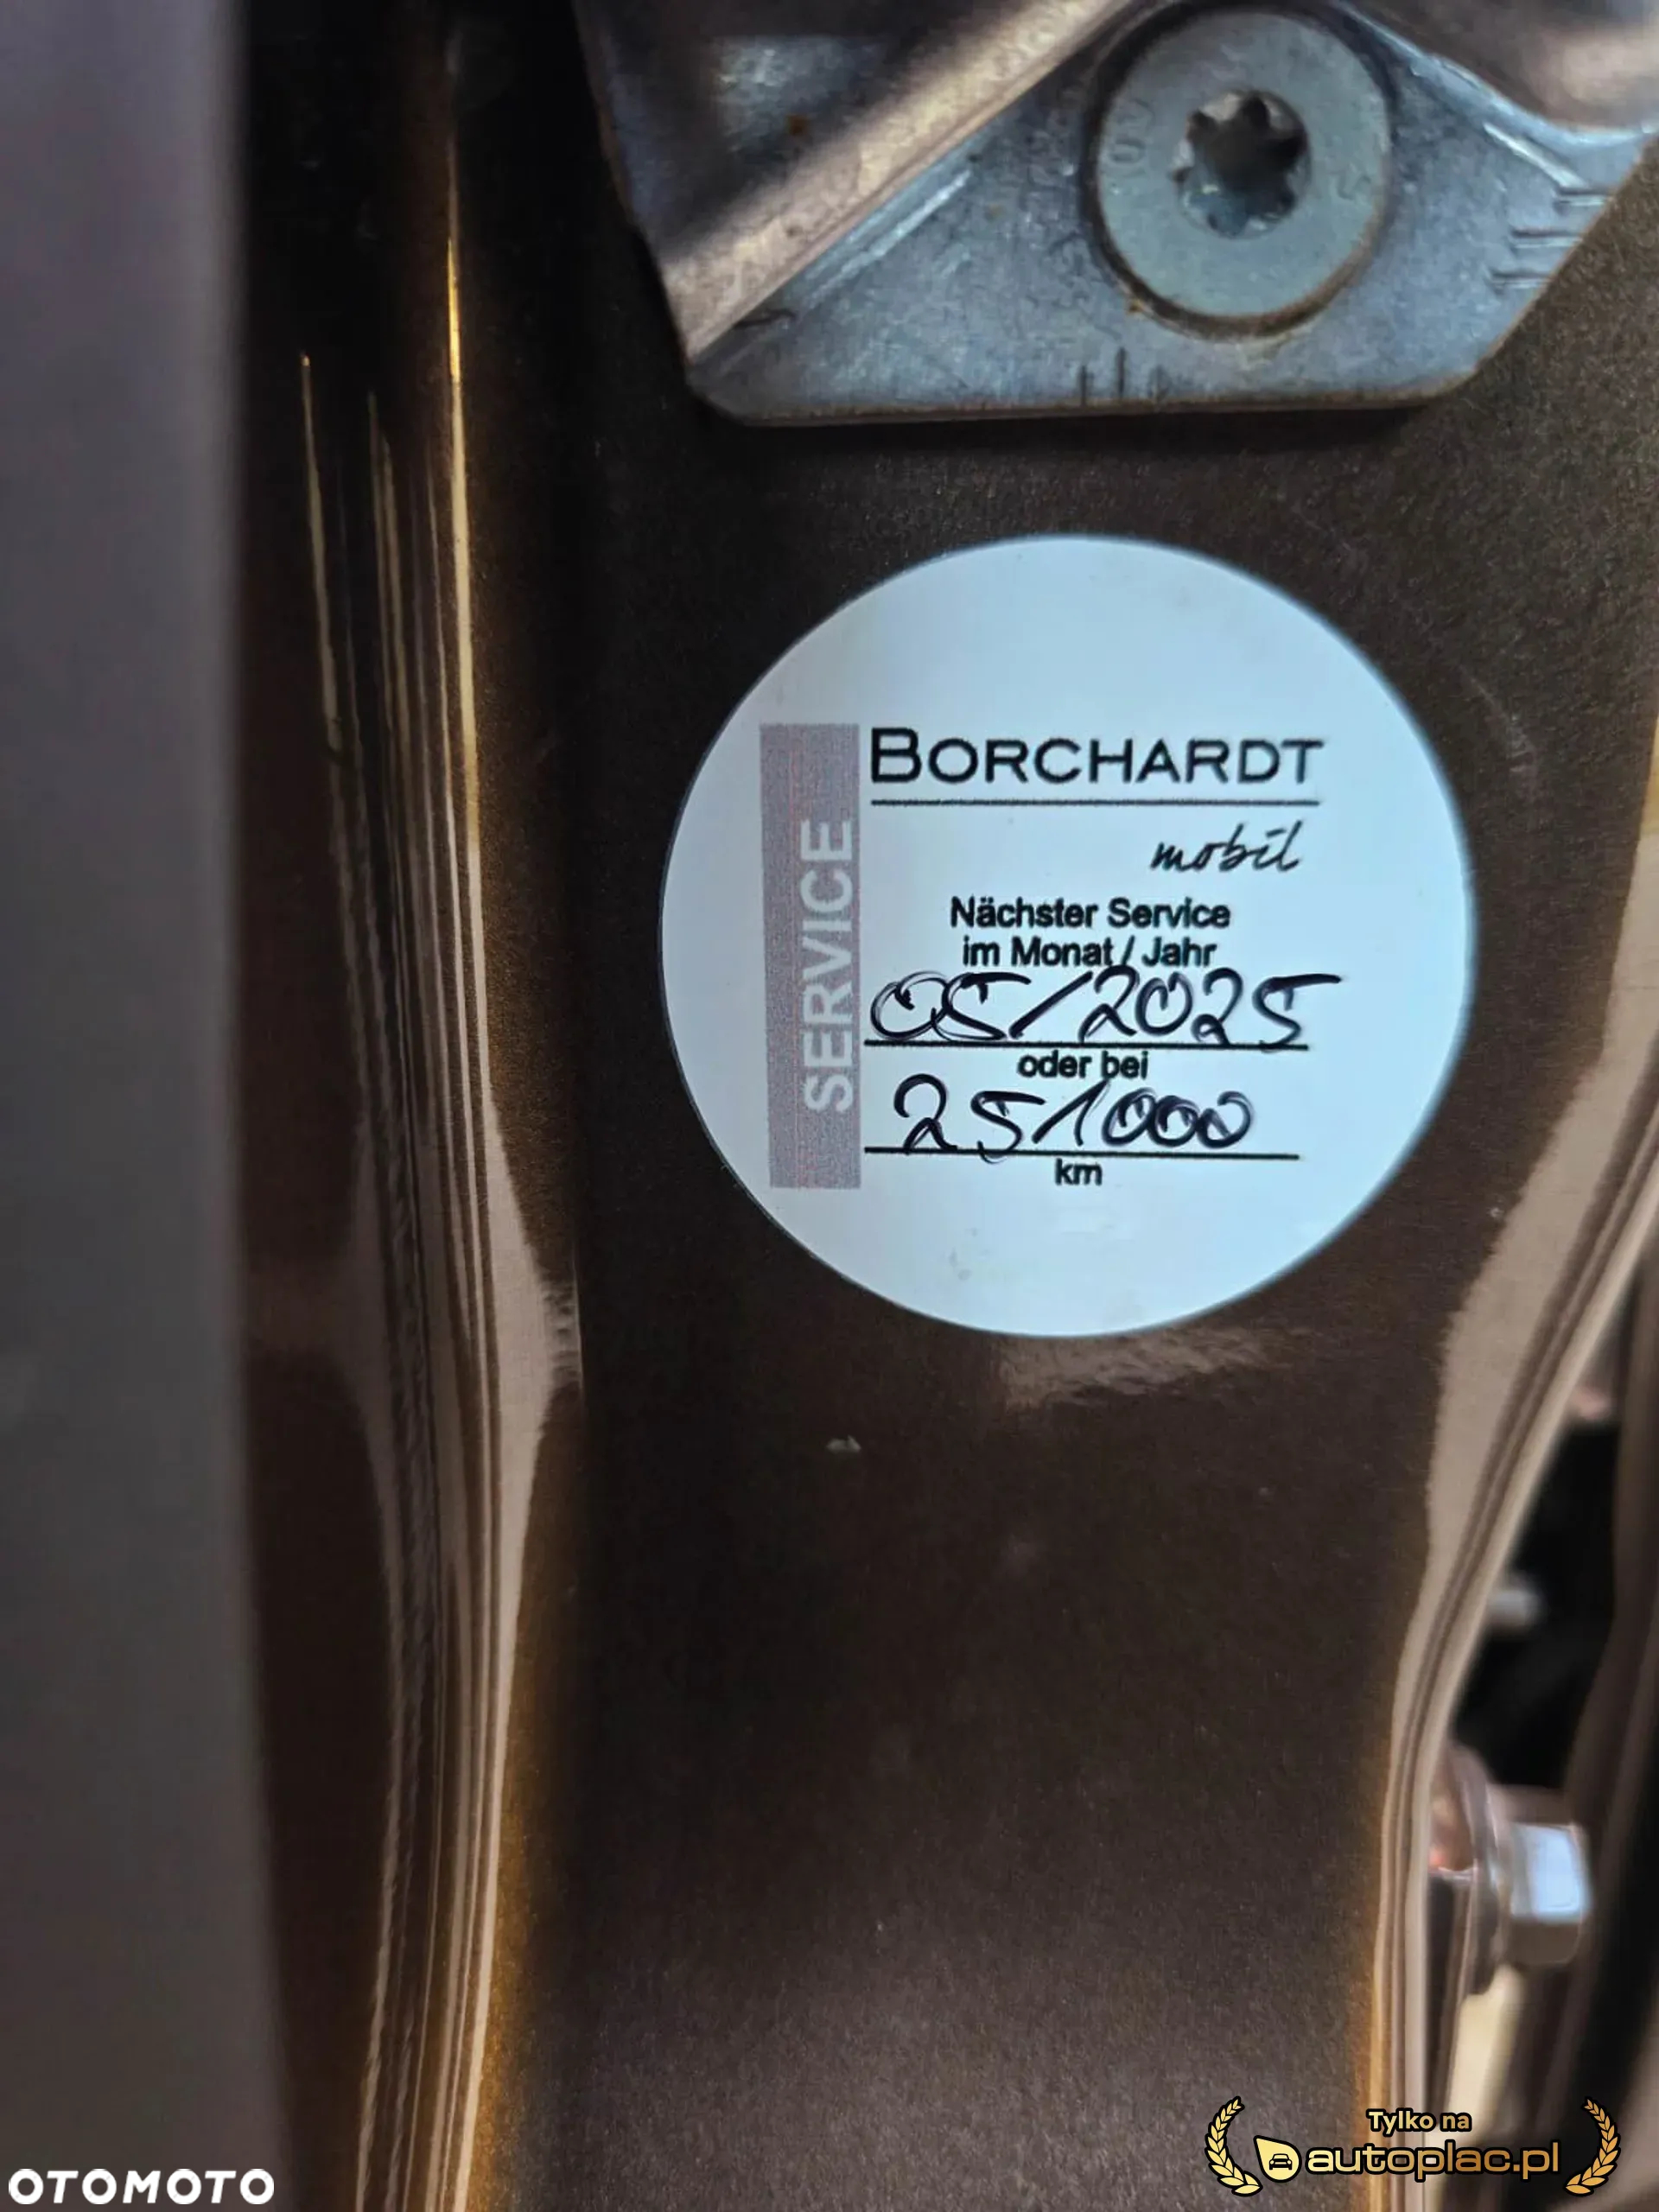 BORCHARDT
mobil
SERVICE
Nächster Service
im Monat / Jahr
05/2025
oder bei
251000
km
OTOMOTO
Tylko na
autoplac.pl